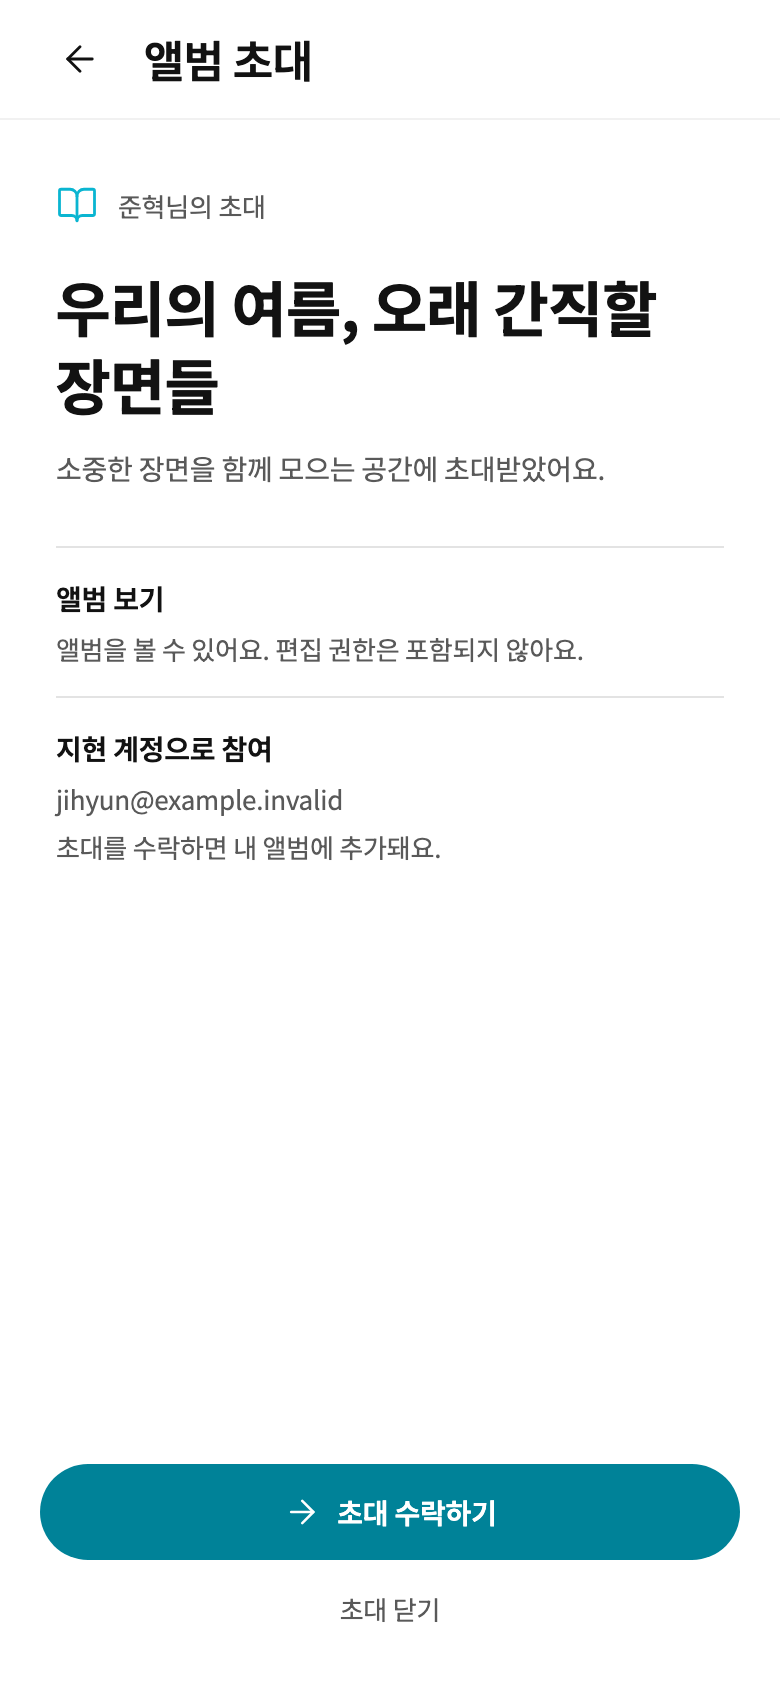 앨범 초대
준혁님의 초대
우리의 여름, 오래 간직할
장면들
소중한 장면을 함께 모으는 공간에 초대받았어요.
앨범 보기
앨범을 볼 수 있어요. 편집 권한은 포함되지 않아요.
지현 계정으로 참여
jihyun@example.invalid
초대를 수락하면 내 앨범에 추가돼요.
초대 수락하기
초대 닫기